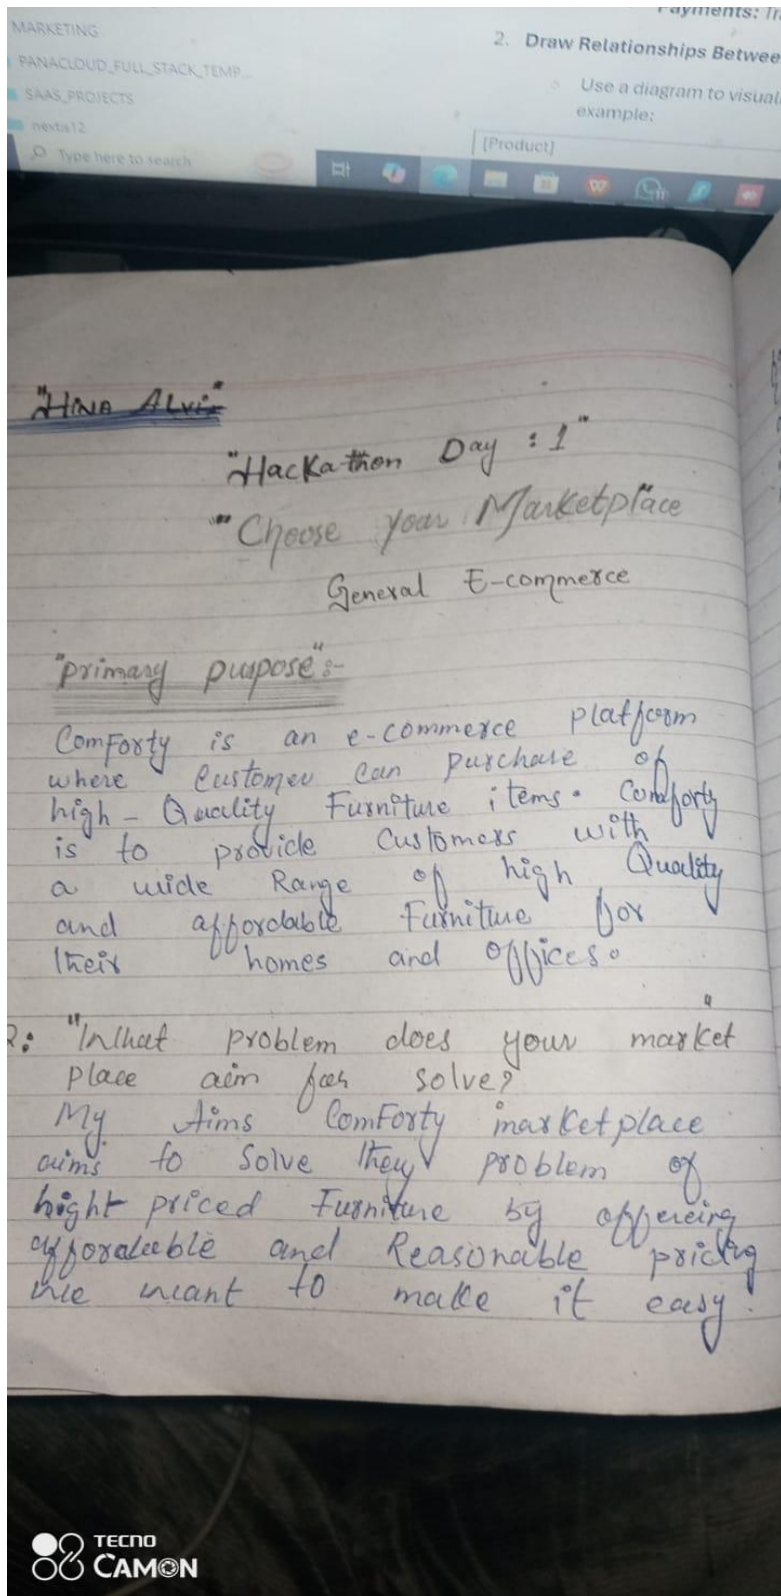 MARKETING
PANACLOUD_FULL_STACK_TEMP...
SAAS_PROJECTS
nextjs12
Type here to search
Payments: Tra
2. Draw Relationships Betwee
Use a diagram to visuali
example:
[Product]
"HINA ALVI"
"Hackathon Day : 1"
"Choose your Marketplace
General E-commerce
"primary purpose":-
ComForty is an e-commerce platform
where Customer can purchase of
high-Quality Furniture items. Comforty
is to provide Customers with
a wide Range of high Quality
and affordable Furniture for
their homes and offices.
2: "What problem does your market"
place aim for solve?
My Aims ComForty marketplace
aims to Solve they problem of
hight priced Furniture by offereing
afforaleble and Reasonable pricing
we want to make it easy.
TECNO
CAMON